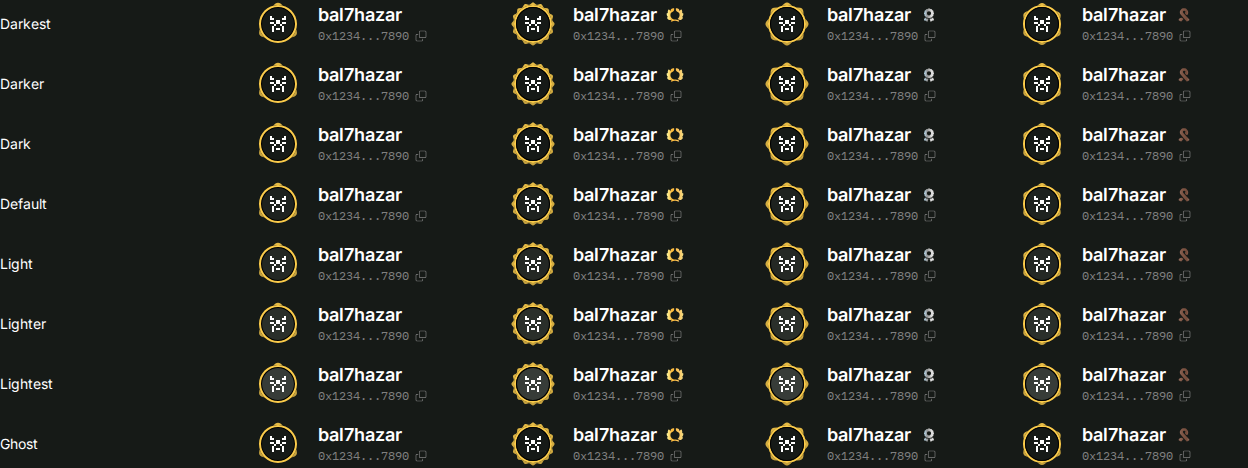 Darkest bal7hazar bal7hazar bal7hazar bal7hazar
0x1234...7890 0x1234...7890 0x1234...7890 0x1234...7890
Darker bal7hazar bal7hazar bal7hazar bal7hazar
0x1234...7890 0x1234...7890 0x1234...7890 0x1234...7890
Dark bal7hazar bal7hazar bal7hazar bal7hazar
0x1234...7890 0x1234...7890 0x1234...7890 0x1234...7890
Default bal7hazar bal7hazar bal7hazar bal7hazar
0x1234...7890 0x1234...7890 0x1234...7890 0x1234...7890
Light bal7hazar bal7hazar bal7hazar bal7hazar
0x1234...7890 0x1234...7890 0x1234...7890 0x1234...7890
Lighter bal7hazar bal7hazar bal7hazar bal7hazar
0x1234...7890 0x1234...7890 0x1234...7890 0x1234...7890
Lightest bal7hazar bal7hazar bal7hazar bal7hazar
0x1234...7890 0x1234...7890 0x1234...7890 0x1234...7890
Ghost bal7hazar bal7hazar bal7hazar bal7hazar
0x1234...7890 0x1234...7890 0x1234...7890 0x1234...7890